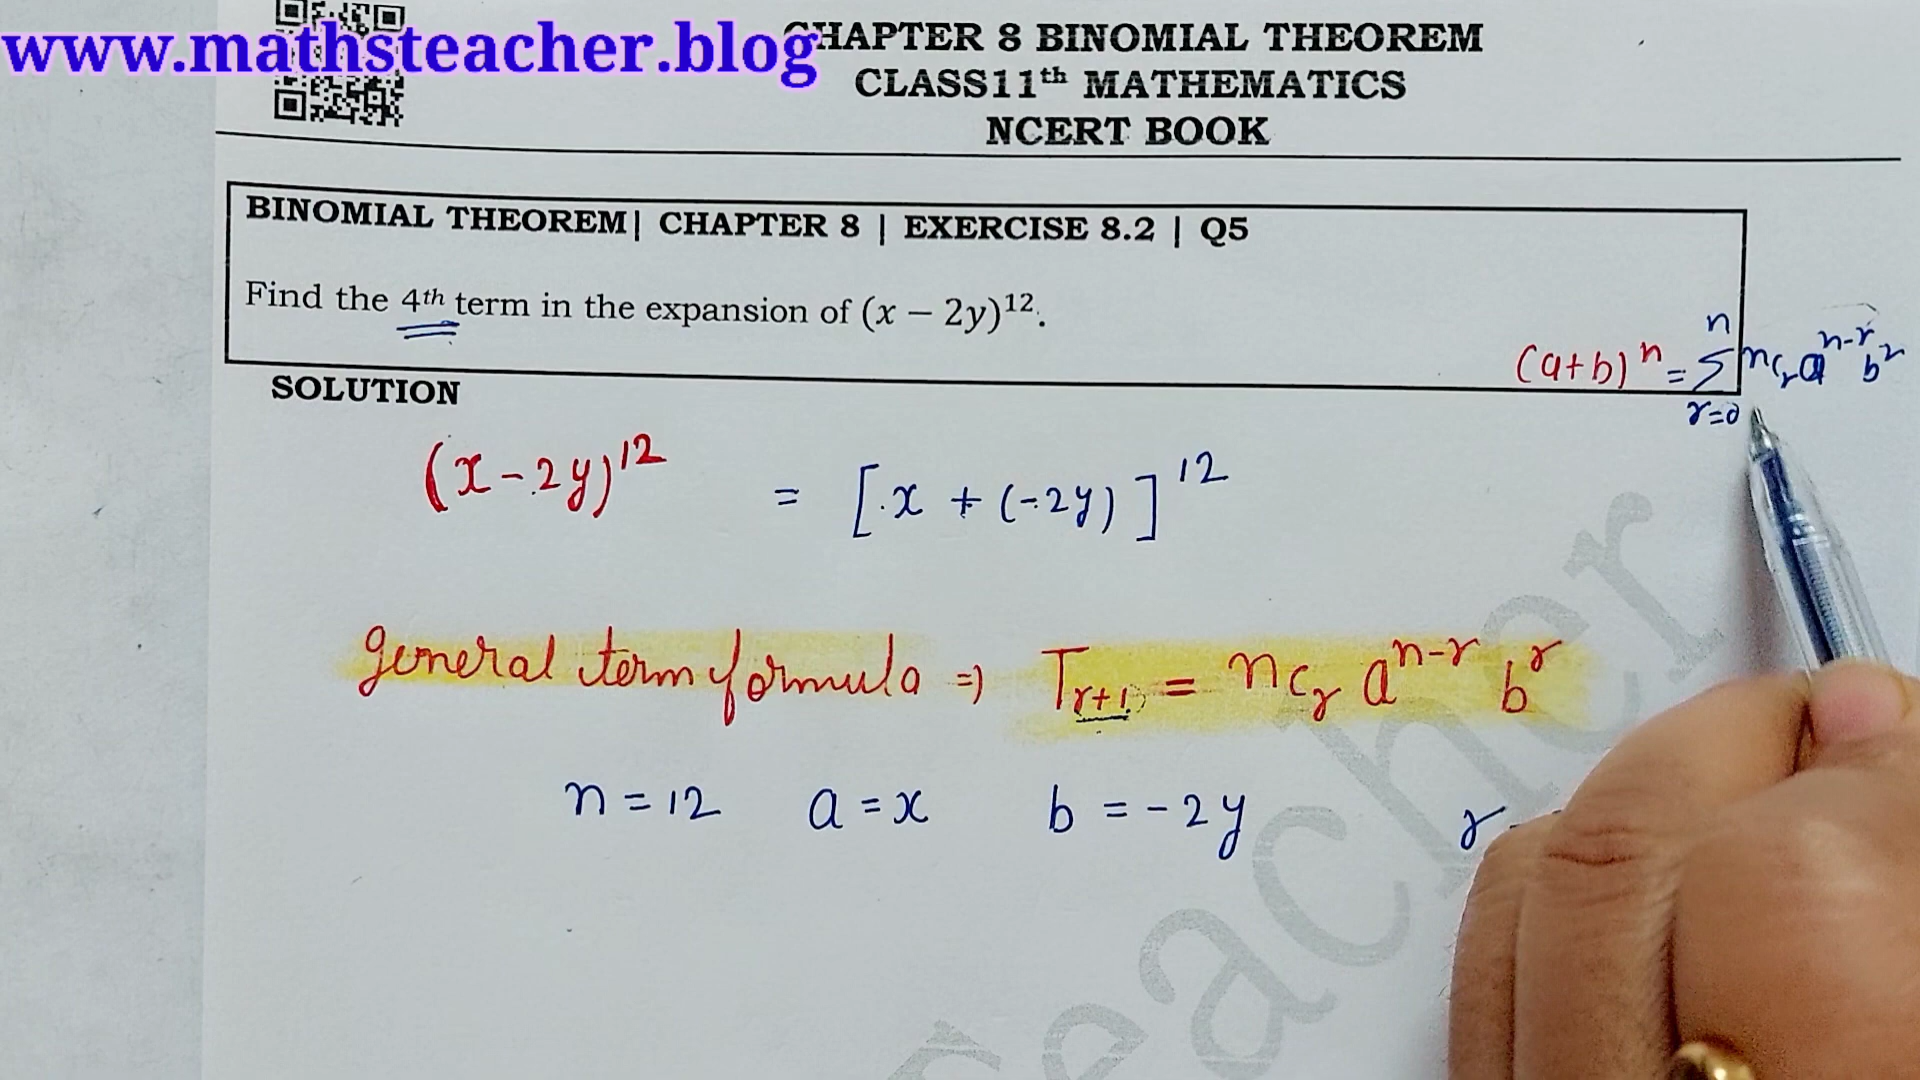 www.mathsteacher.blog
CHAPTER 8 BINOMIAL THEOREM
CLASS11th MATHEMATICS
NCERT BOOK
BINOMIAL THEOREM| CHAPTER 8 | EXERCISE 8.2 | Q5
Find the 4th term in the expansion of (x − 2y)¹².
(a+b)ⁿ = Σ ⁿCᵣ aⁿ⁻ʳ bʳ
n
r=0
SOLUTION
(x - 2y)¹² = [x + (-2y)]¹²
General term formula ⇒ Tᵣ₊₁ = nCᵣ aⁿ⁻ʳ bʳ
n = 12 a = x b = -2y r
teacher